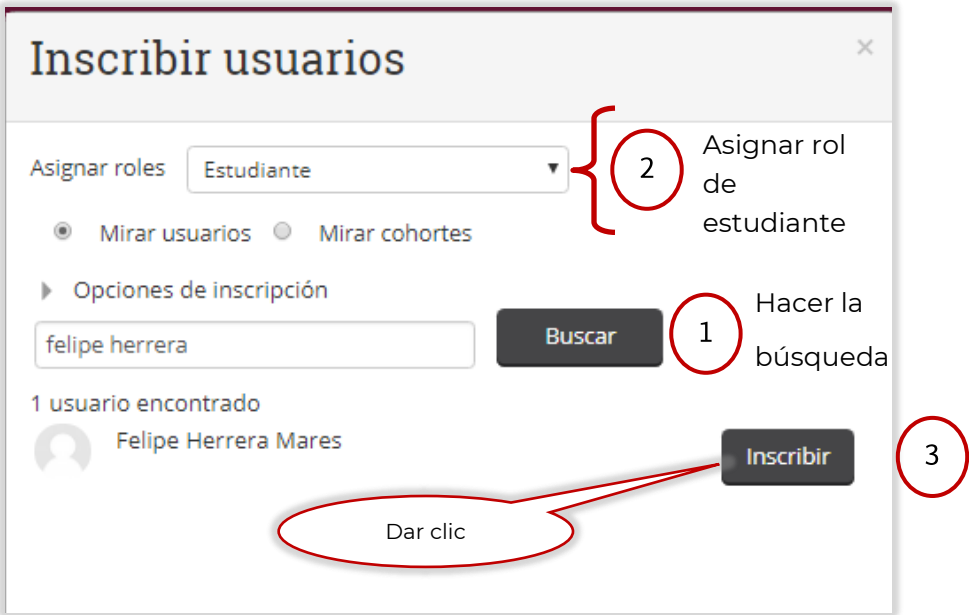 Inscribir usuarios
×
Asignar roles
Estudiante
2
Asignar rol
de
estudiante
Mirar usuarios
Mirar cohortes
Opciones de inscripción
felipe herrera
Buscar
1
Hacer la
búsqueda
1 usuario encontrado
Felipe Herrera Mares
Inscribir
3
Dar clic